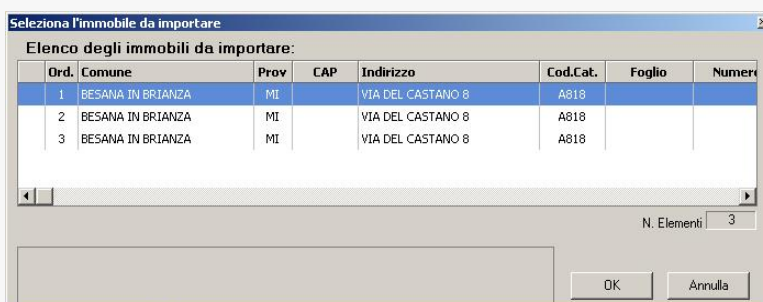 Seleziona l'immobile da importare
Elenco degli immobili da importare:
Ord. Comune Prov CAP Indirizzo Cod.Cat. Foglio Numero
1 BESANA IN BRIANZA MI VIA DEL CASTANO 8 A818
2 BESANA IN BRIANZA MI VIA DEL CASTANO 8 A818
3 BESANA IN BRIANZA MI VIA DEL CASTANO 8 A818
N. Elementi 3
OK Annulla